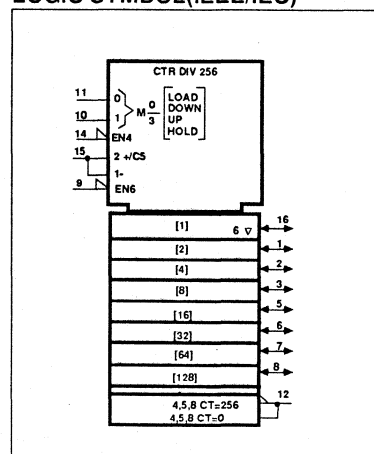 LOGIC SYMBOL(IEEE/IEC)
CTR DIV 256
11 0 M 0 LOAD
DOWN
10 1 3 UP
HOLD
14 EN4
15 2 +/C5
1-
9 EN6
[1] 6 ▽ 16
[2] 1
[4] 2
[8] 3
[16] 5
[32] 6
[64] 7
[128] 8
4,5,8 CT=256 12
4,5,8 CT=0